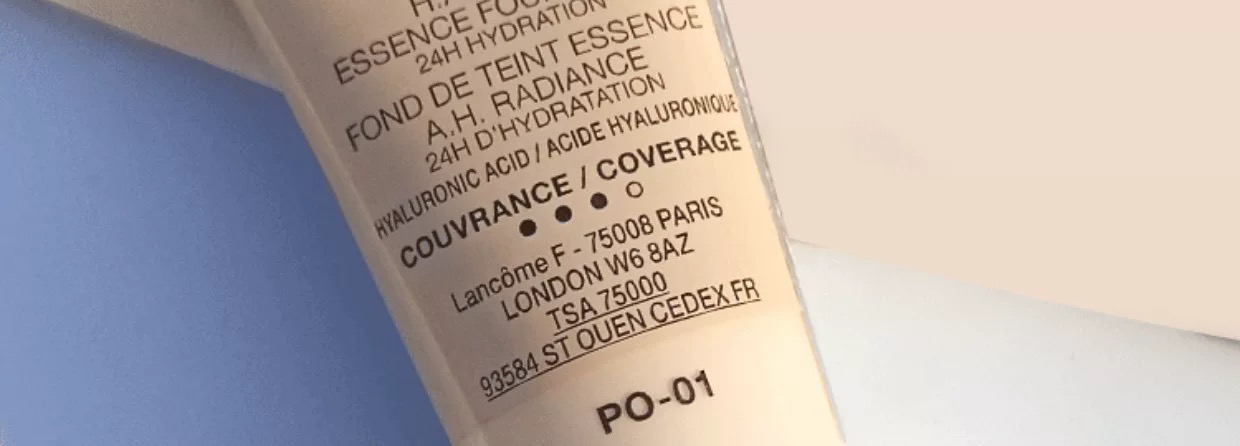 ESSENCE
24H HYDRATION
FOND DE TEINT ESSENCE
A.H. RADIANCE
24H D'HYDRATATION
HYALURONIC ACID / ACIDE HYALURONIQUE
COUVRANCE / COVERAGE
Lancôme F - 75008 PARIS
LONDON W6 8AZ
TSA 75000
93584 ST OUEN CEDEX FR
PO-01